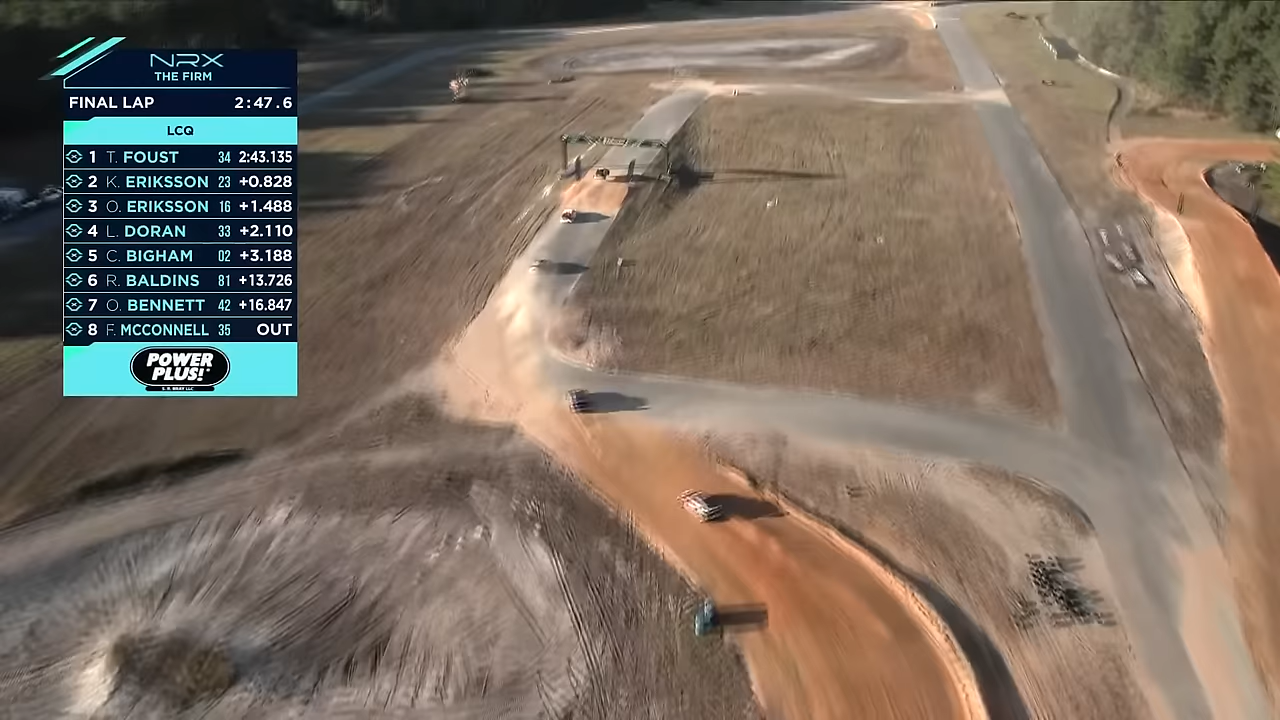 NRX
THE FIRM
FINAL LAP 2:47.6
LCQ
1 T. FOUST 34 2:43.135
2 K. ERIKSSON 23 +0.828
3 O. ERIKSSON 16 +1.488
4 L. DORAN 33 +2.110
5 C. BIGHAM 02 +3.188
6 R. BALDINS 81 +13.726
7 O. BENNETT 42 +16.847
8 F. MCCONNELL 35 OUT
POWER
PLUS!
S. R. BRAY LLC